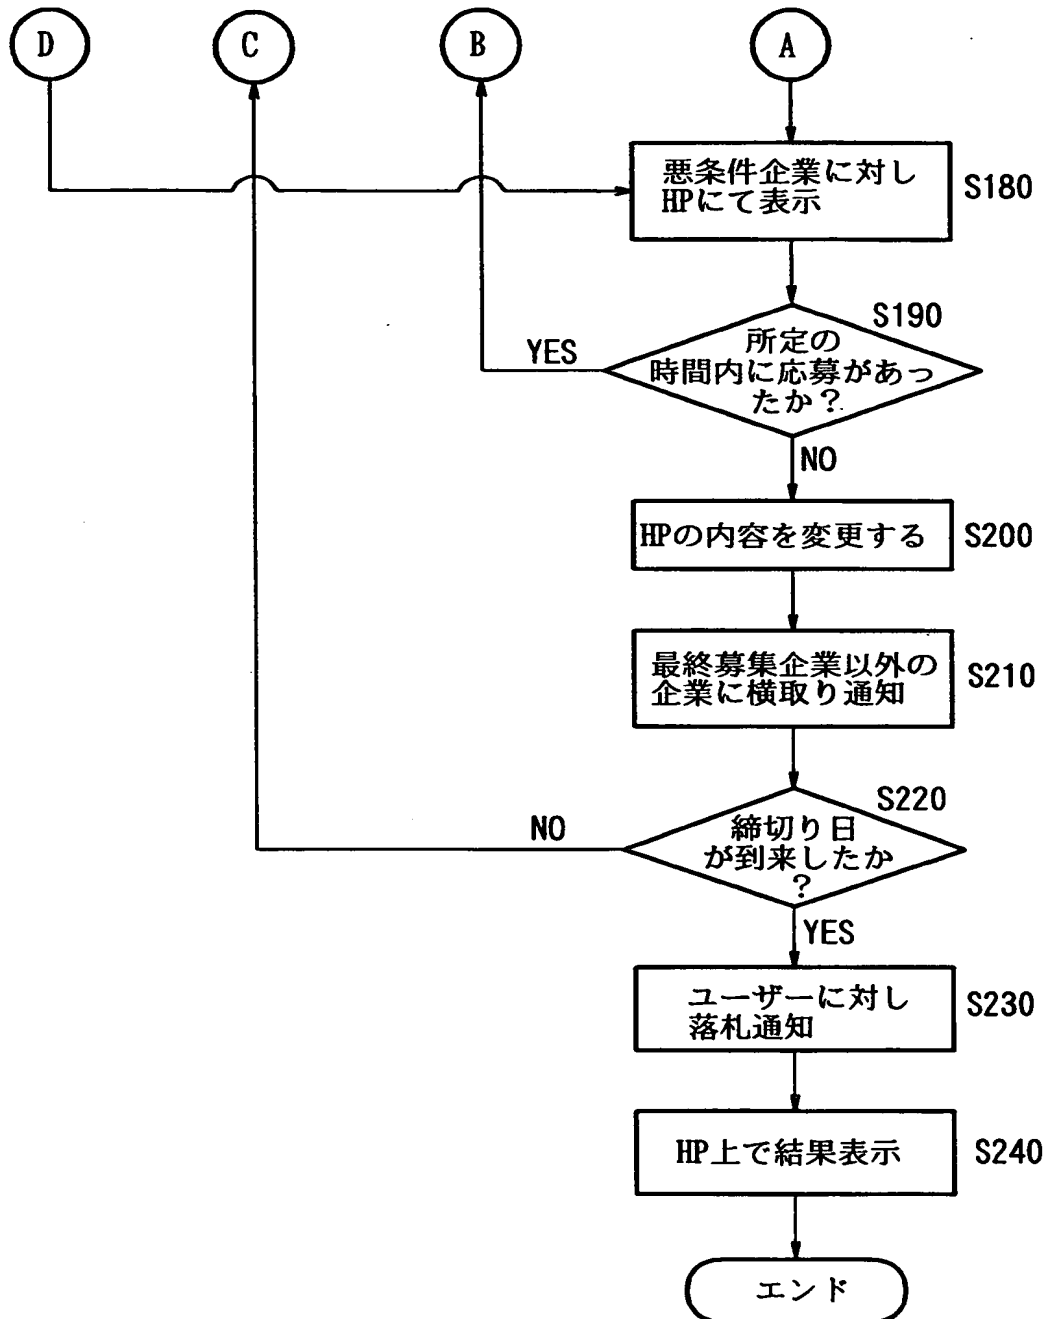 D
C
B
A
悪条件企業に対し
HPにて表示
S180
S190
所定の
時間内に応募があっ
たか？
YES
NO
HPの内容を変更する
S200
最終募集企業以外の
企業に横取り通知
S210
S220
締切り日
が到来したか
？
NO
YES
ユーザーに対し
落札通知
S230
HP上で結果表示
S240
エンド